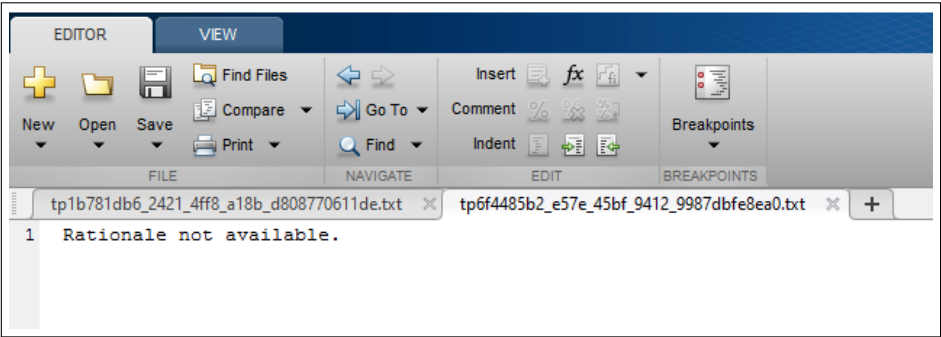 EDITOR VIEW
Find Files Insert fx
Compare Go To Comment
New Open Save Breakpoints
Print Find Indent
FILE NAVIGATE EDIT BREAKPOINTS
tp1b781db6_2421_4ff8_a18b_d808770611de.txt tp6f4485b2_e57e_45bf_9412_9987dbfe8ea0.txt +
1 Rationale not available.